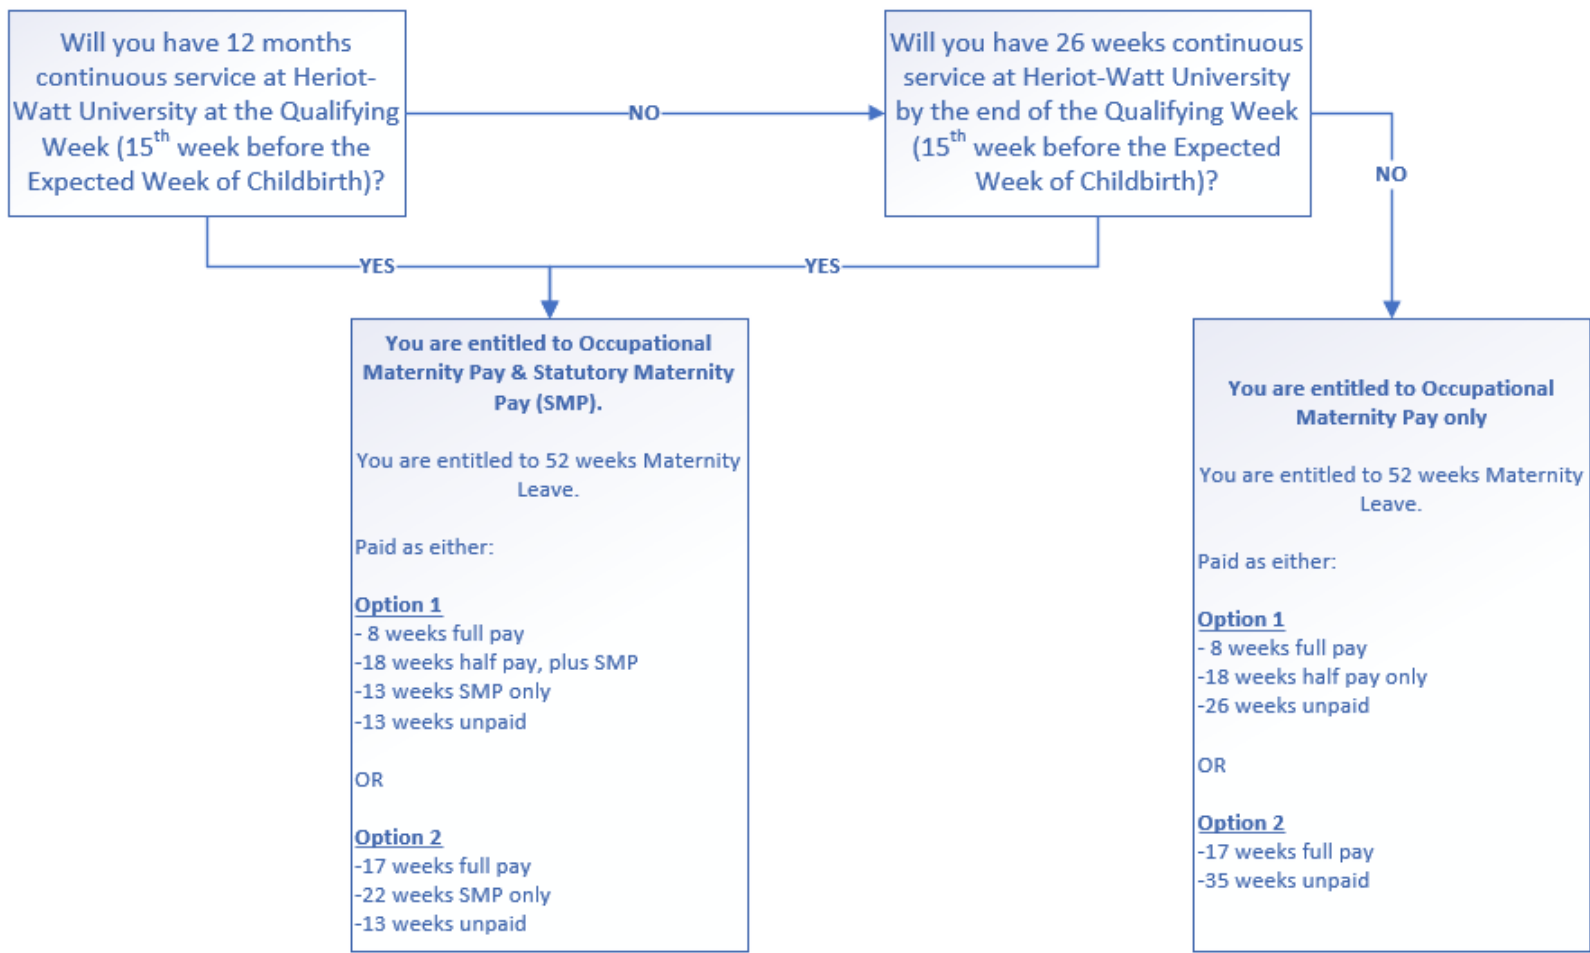 Will you have 12 months
continuous service at Heriot-
Watt University at the Qualifying
Week (15th week before the
Expected Week of Childbirth)?
NO
Will you have 26 weeks continuous
service at Heriot-Watt University
by the end of the Qualifying Week
(15th week before the Expected
Week of Childbirth)?
NO
YES
YES
You are entitled to Occupational
Maternity Pay & Statutory Maternity
Pay (SMP).
You are entitled to 52 weeks Maternity
Leave.
Paid as either:
Option 1
- 8 weeks full pay
-18 weeks half pay, plus SMP
-13 weeks SMP only
-13 weeks unpaid
OR
Option 2
-17 weeks full pay
-22 weeks SMP only
-13 weeks unpaid
You are entitled to Occupational
Maternity Pay only
You are entitled to 52 weeks Maternity
Leave.
Paid as either:
Option 1
- 8 weeks full pay
-18 weeks half pay only
-26 weeks unpaid
OR
Option 2
-17 weeks full pay
-35 weeks unpaid